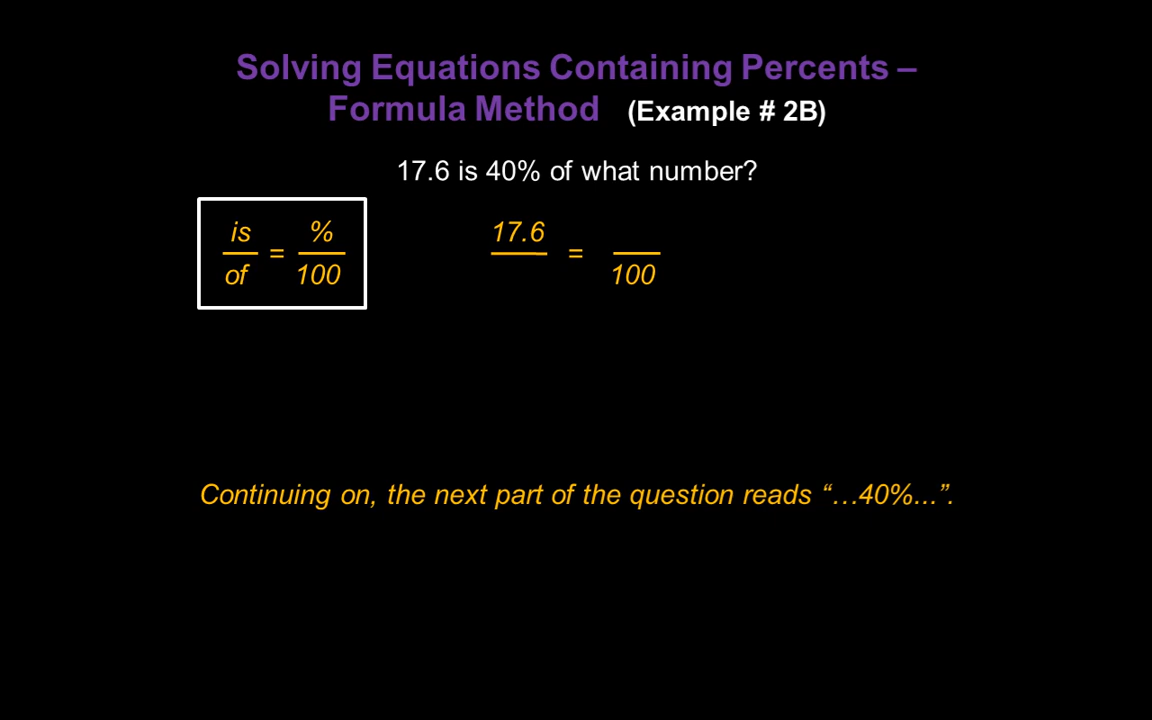 Solving Equations Containing Percents –
Formula Method (Example # 2B)
17.6 is 40% of what number?
is % 17.6
= =
of 100 100
Continuing on, the next part of the question reads “…40%...”.